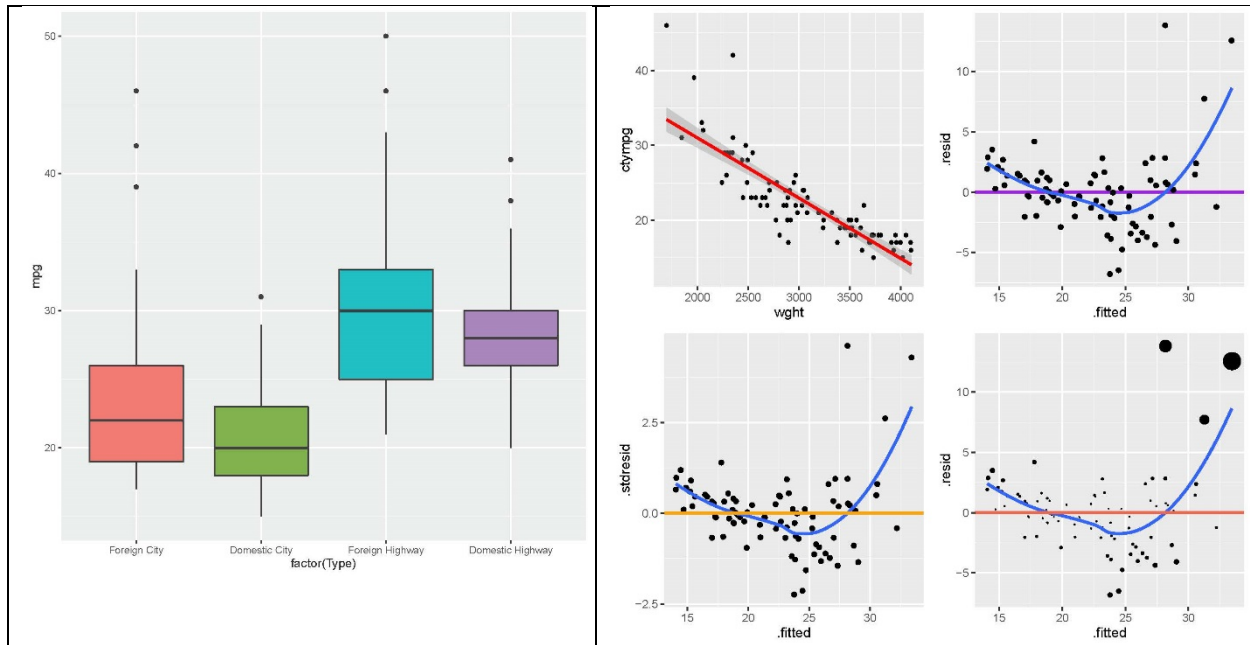 50
40
30
20
mpg
Foreign City
Domestic City
Foreign Highway
Domestic Highway
factor(Type)
40
30
20
ctympg
2000
2500
3000
3500
4000
wght
10
5
0
−5
.resid
15
20
25
30
.fitted
2.5
0.0
−2.5
.stdresid
15
20
25
30
.fitted
10
5
0
−5
.resid
15
20
25
30
.fitted